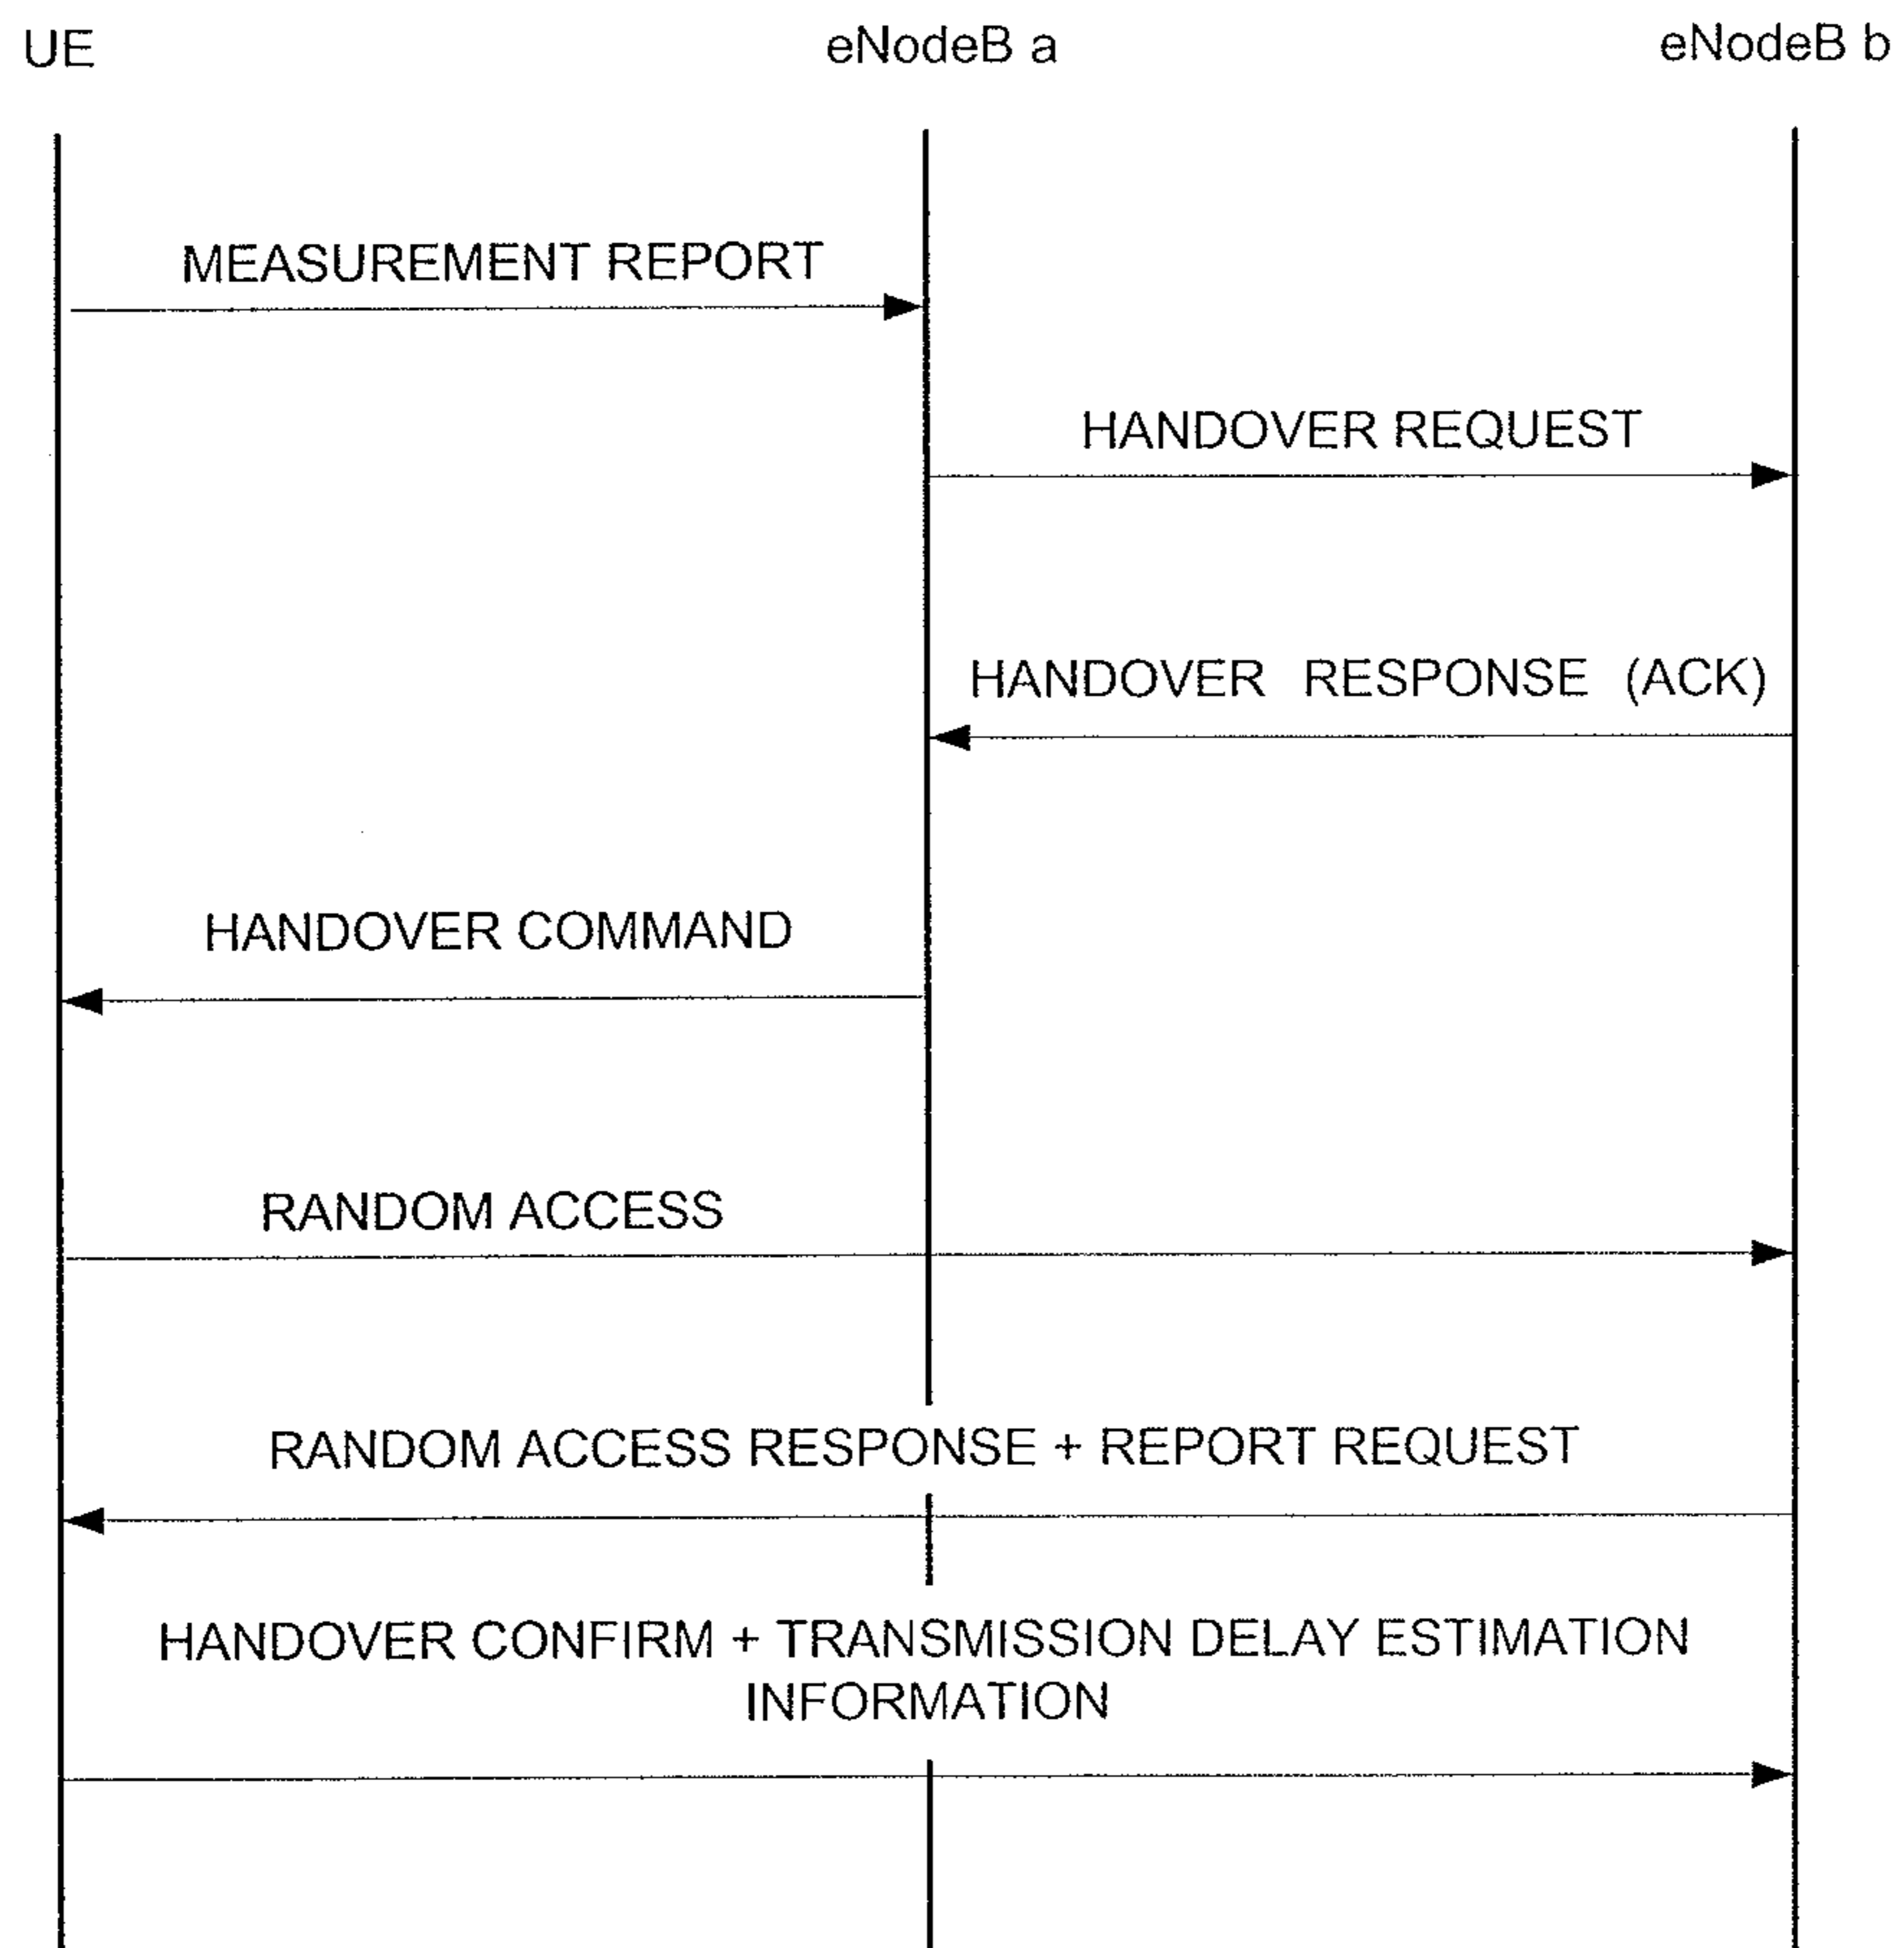 UE eNodeB a eNodeB b
MEASUREMENT REPORT
HANDOVER REQUEST
HANDOVER RESPONSE (ACK)
HANDOVER COMMAND
RANDOM ACCESS
RANDOM ACCESS RESPONSE + REPORT REQUEST
HANDOVER CONFIRM + TRANSMISSION DELAY ESTIMATION
INFORMATION